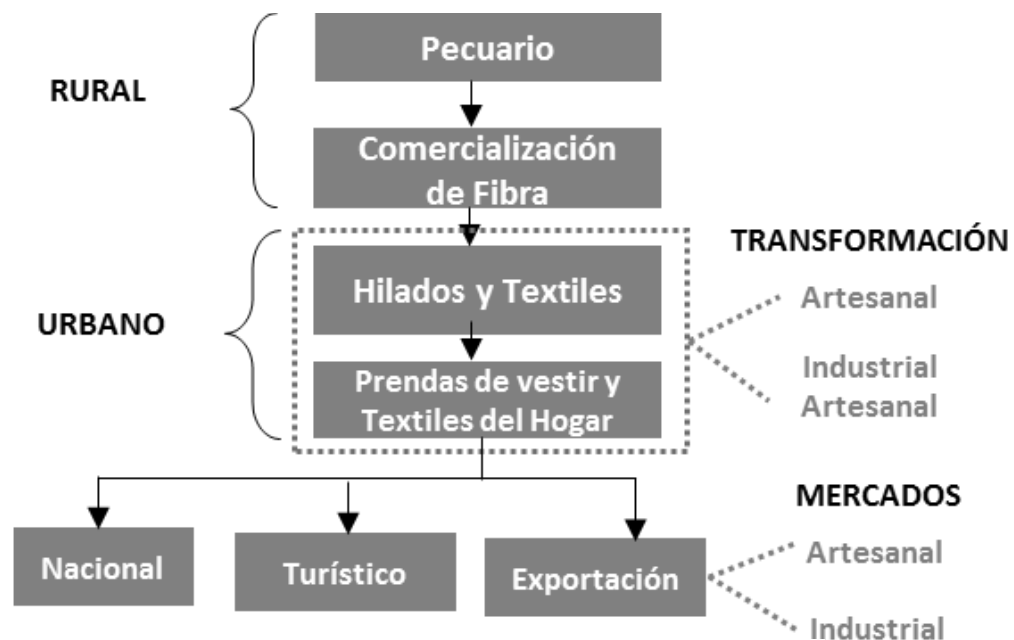 Pecuario
RURAL
Comercialización
de Fibra
TRANSFORMACIÓN
Hilados y Textiles
Artesanal
URBANO
Industrial
Prendas de vestir y
Artesanal
Textiles del Hogar
MERCADOS
Nacional
Turístico
Exportación
Artesanal
Industrial